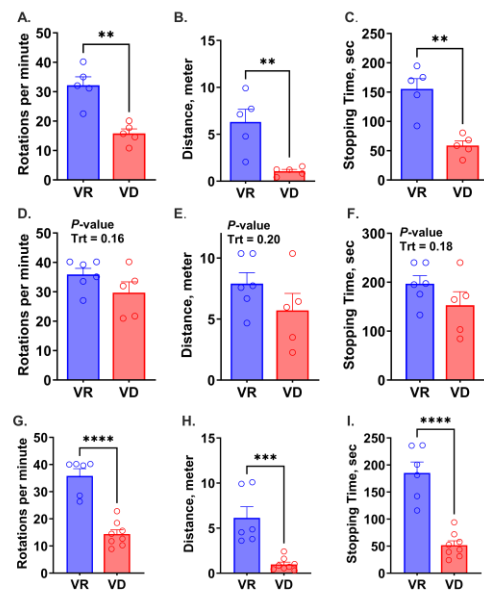 A.
Rotations per minute
50
40
30
20
10
0
**
VR VD
B.
Distance, meter
15
10
5
0
**
VR VD
C.
Stopping Time, sec
250
200
150
100
50
0
**
VR VD
D.
Rotations per minute
50
40
30
20
10
0
P-value
Trt = 0.16
VR VD
E.
Distance, meter
10
5
0
P-value
Trt = 0.20
VR VD
F.
Stopping Time, sec
300
200
100
0
P-value
Trt = 0.18
VR VD
G.
Rotations per minute
50
40
30
20
10
0
****
VR VD
H.
Distance, meter
15
10
5
0
***
VR VD
I.
Stopping Time, sec
250
200
150
100
50
0
****
VR VD